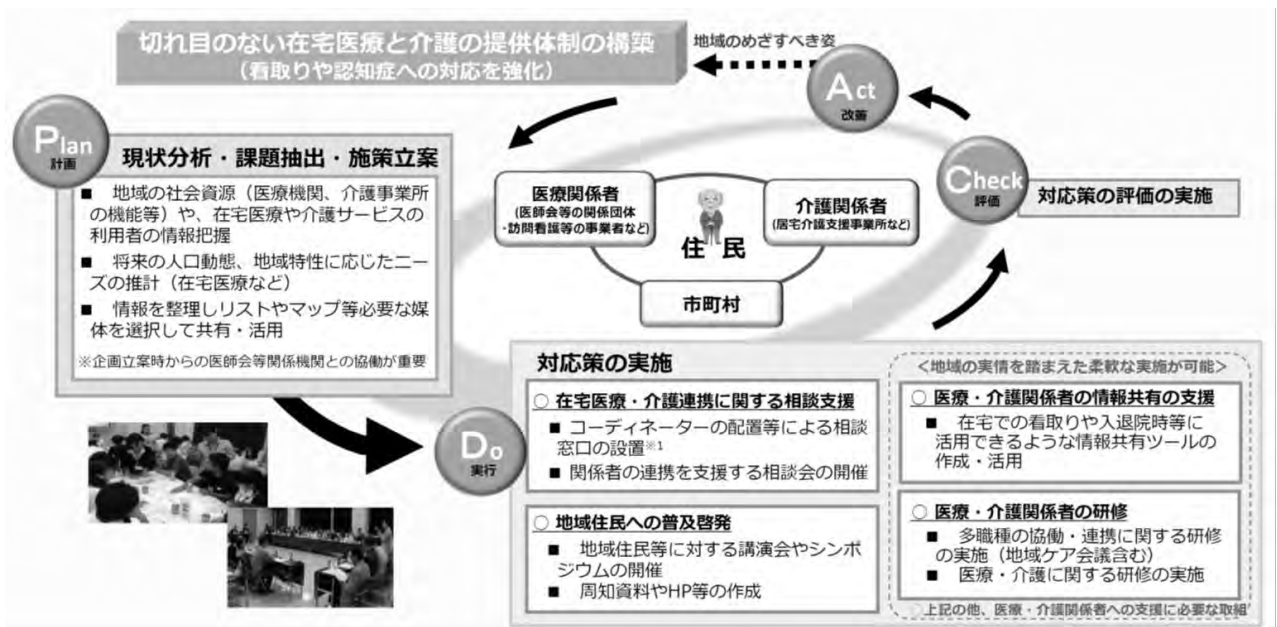 切れ目のない在宅医療と介護の提供体制の構築
（看取りや認知症への対応を強化）
地域のめざすべき姿
Act
改善
Plan
計画
現状分析・課題抽出・施策立案
■ 地域の社会資源（医療機関、介護事業所
の機能等）や、在宅医療や介護サービスの
利用者の情報把握
■ 将来の人口動態、地域特性に応じたニー
ズの推計（在宅医療など）
■ 情報を整理しリストやマップ等必要な媒
体を選択して共有・活用
※企画立案時からの医師会等関係機関との協働が重要
医療関係者
(医師会等の関係団体
・訪問看護等の事業者など)
介護関係者
(居宅介護支援事業所など)
住民
市町村
Check
評価
対応策の評価の実施
Do
実行
対応策の実施
○ 在宅医療・介護連携に関する相談支援
■ コーディネーターの配置等による相談
窓口の設置※1
■ 関係者の連携を支援する相談会の開催
○ 地域住民への普及啓発
■ 地域住民等に対する講演会やシンポ
ジウムの開催
■ 周知資料やHP等の作成
＜地域の実情を踏まえた柔軟な実施が可能＞
○ 医療・介護関係者の情報共有の支援
■ 在宅での看取りや入退院時等に
活用できるような情報共有ツールの
作成・活用
○ 医療・介護関係者の研修
■ 多職種の協働・連携に関する研修
の実施（地域ケア会議含む）
■ 医療・介護に関する研修の実施
○上記の他、医療・介護関係者への支援に必要な取組